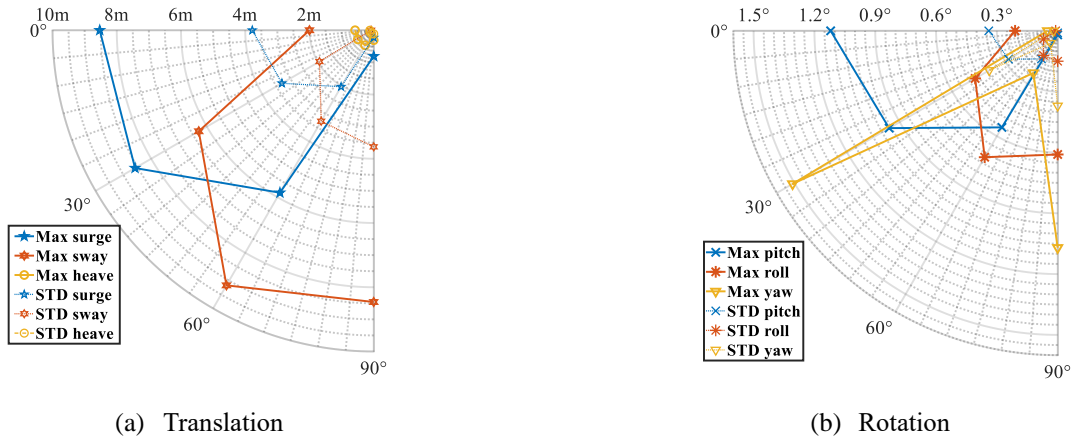 10m 8m 6m 4m 2m
0°
30°
60°
90°
Max surge
Max sway
Max heave
STD surge
STD sway
STD heave
(a) Translation
1.5° 1.2° 0.9° 0.6° 0.3°
0°
30°
60°
90°
Max pitch
Max roll
Max yaw
STD pitch
STD roll
STD yaw
(b) Rotation